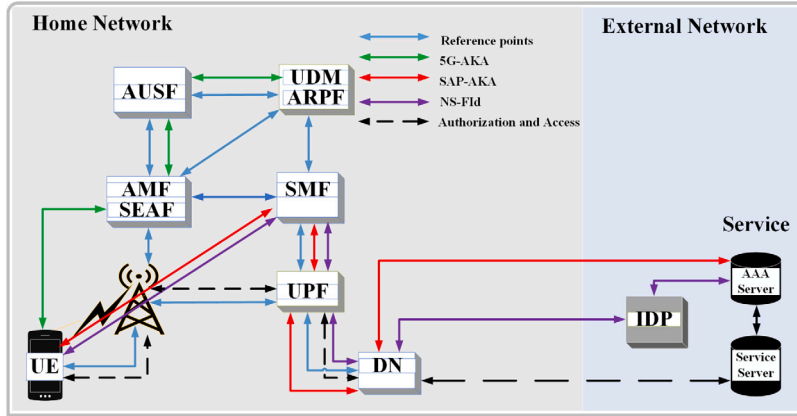 Home Network
External Network
Reference points
5G-AKA
SAP-AKA
NS-FId
Authorization and Access
AUSF
UDM
ARPF
AMF
SEAF
SMF
Service
UPF
AAA
Server
IDP
UE
DN
Service
Server